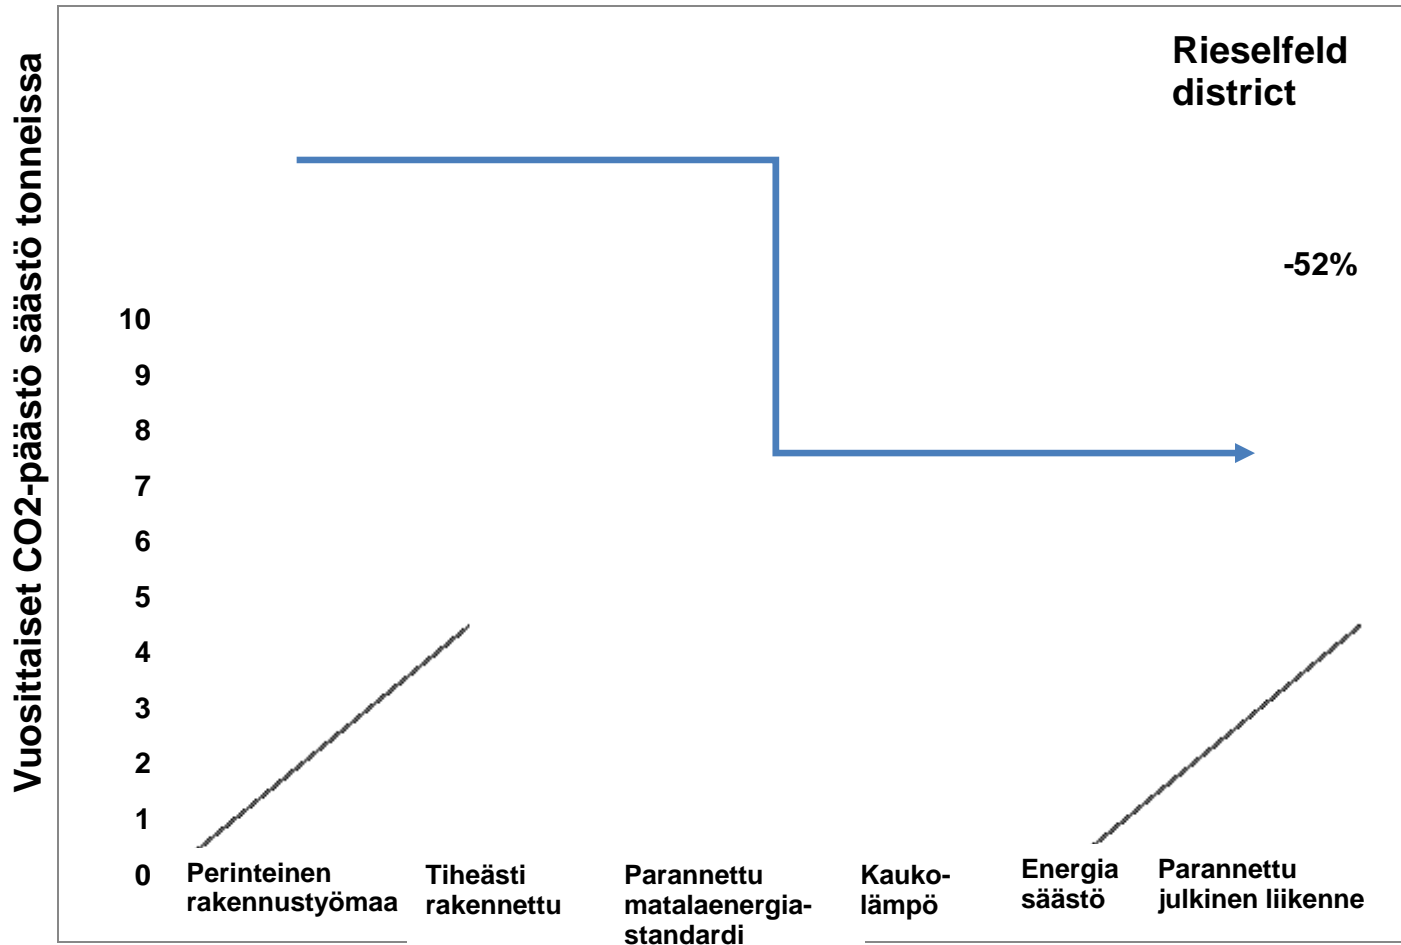 Vuosittaiset CO2-päästö säästö tonneissa
Rieselfeld
district
-52%
10
9
8
7
6
5
4
3
2
1
0
Perinteinen
rakennustyömaa
Tiheästi
rakennettu
Parannettu
matalaenergia-
standardi
Kauko-
lämpö
Energia
säästö
Parannettu
julkinen liikenne